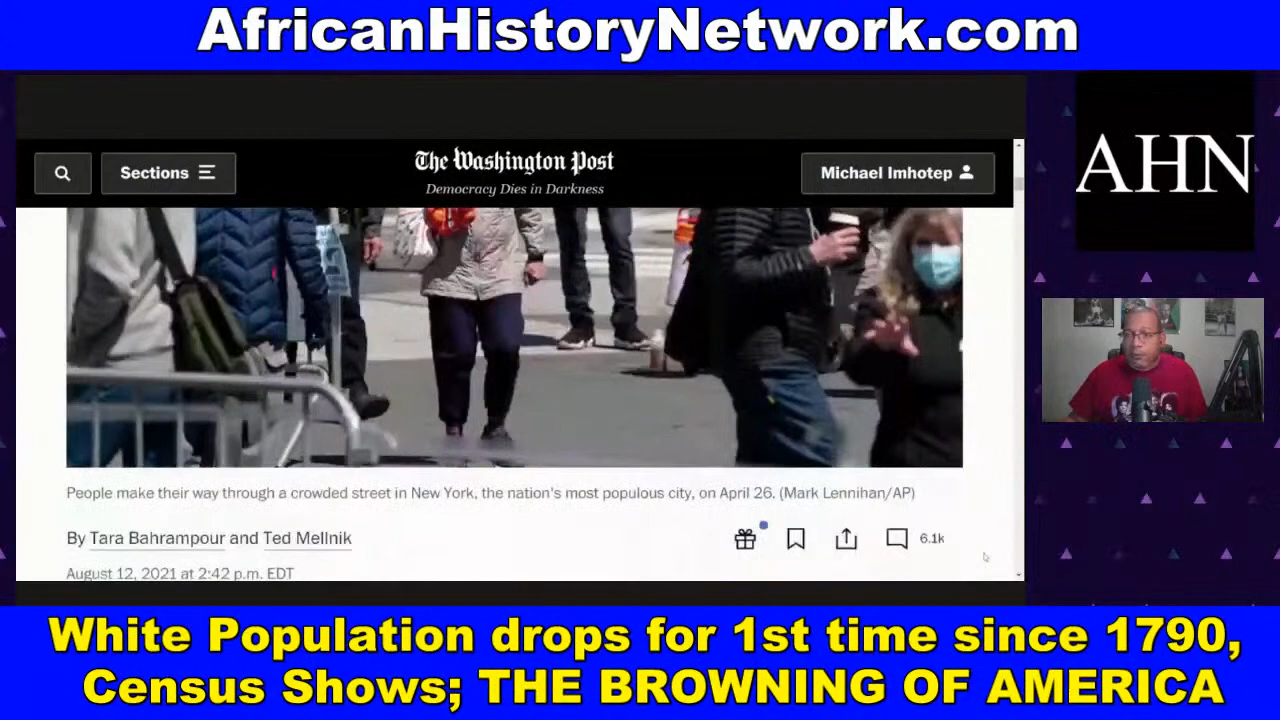 AfricanHistoryNetwork.com
The Washington Post
Sections
Michael Imhotep
Democracy Dies in Darkness
AHN
People make their way through a crowded street in New York, the nation's most populous city, on April 26. (Mark Lennihan/AP)
By Tara Bahrampour and Ted Mellnik
6.1k
August 12, 2021 at 2:42 p.m. EDT
White Population drops for 1st time since 1790,
Census Shows; THE BROWNING OF AMERICA